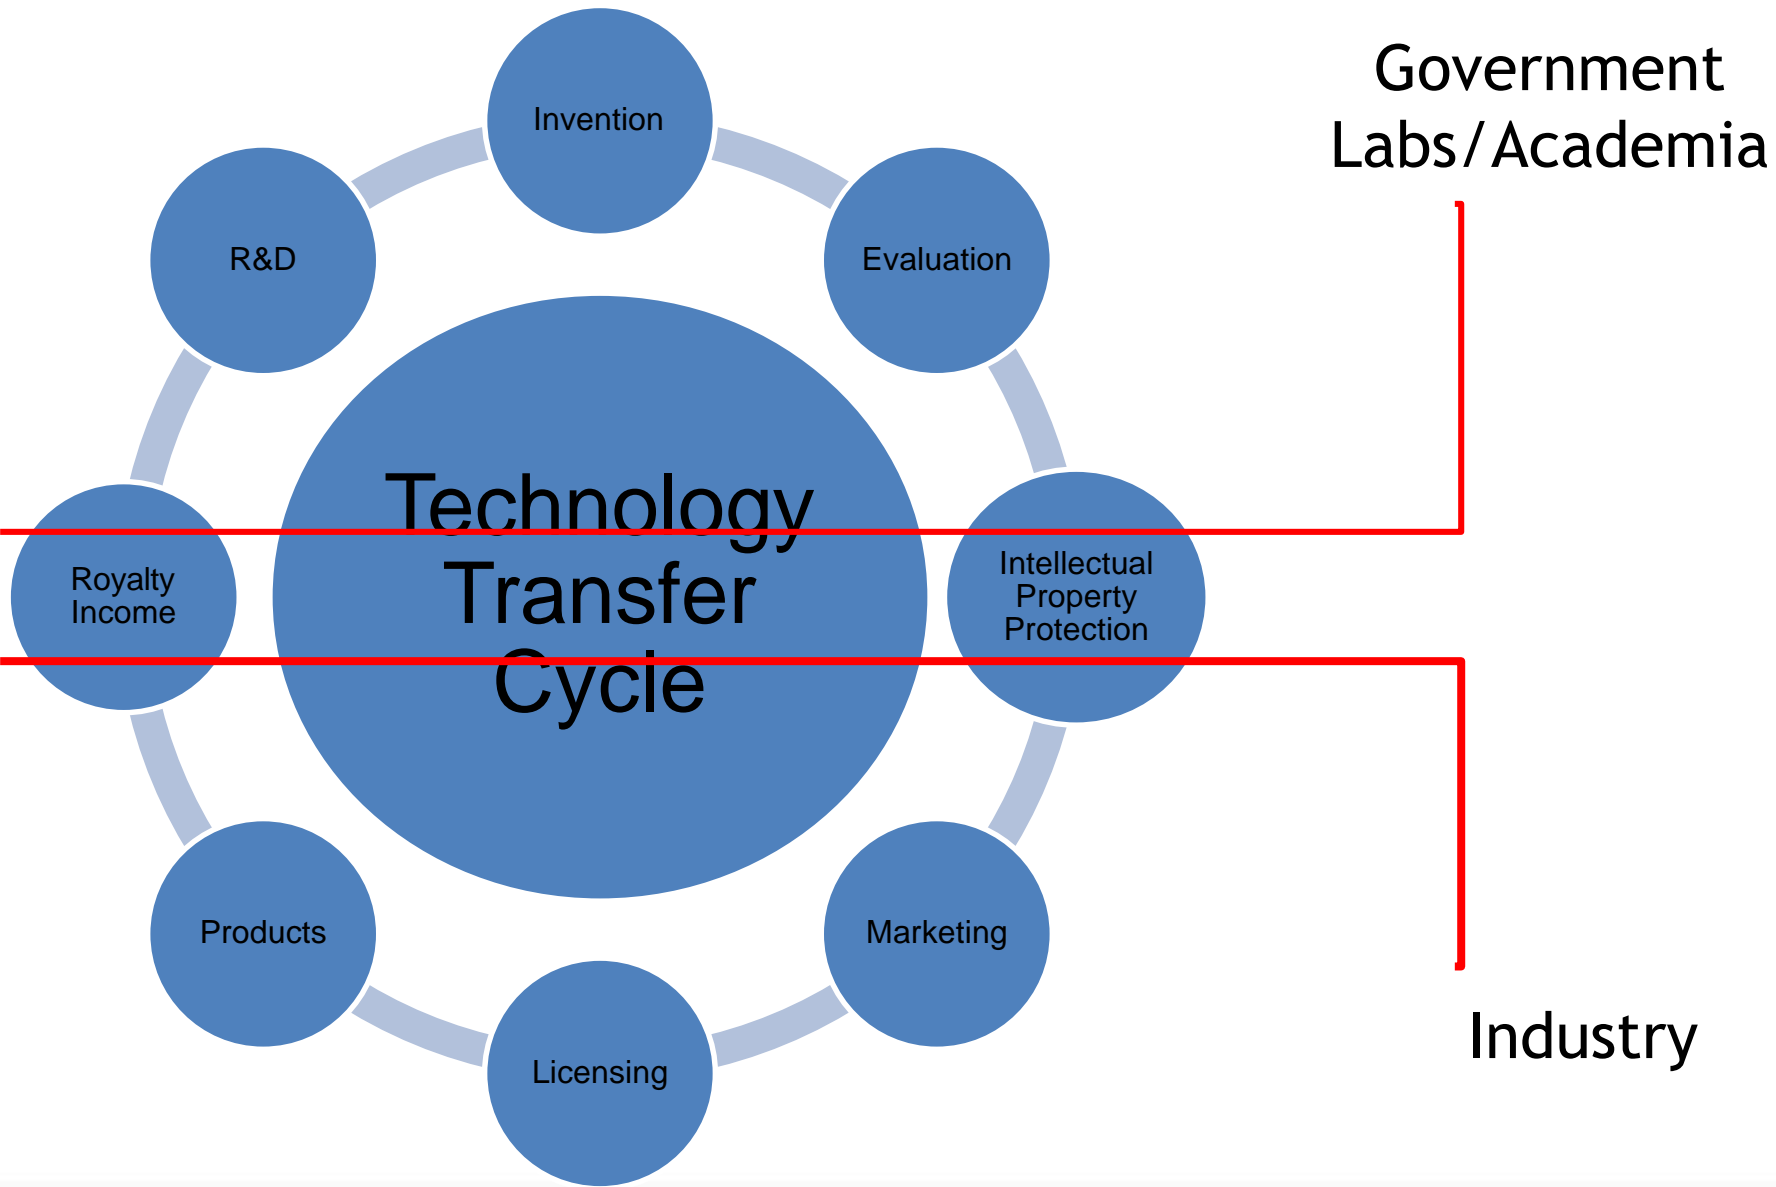 Government
Labs/Academia
Invention
R&D
Evaluation
Technology
Transfer
Cycle
Royalty
Income
Intellectual
Property
Protection
Products
Marketing
Licensing
Industry